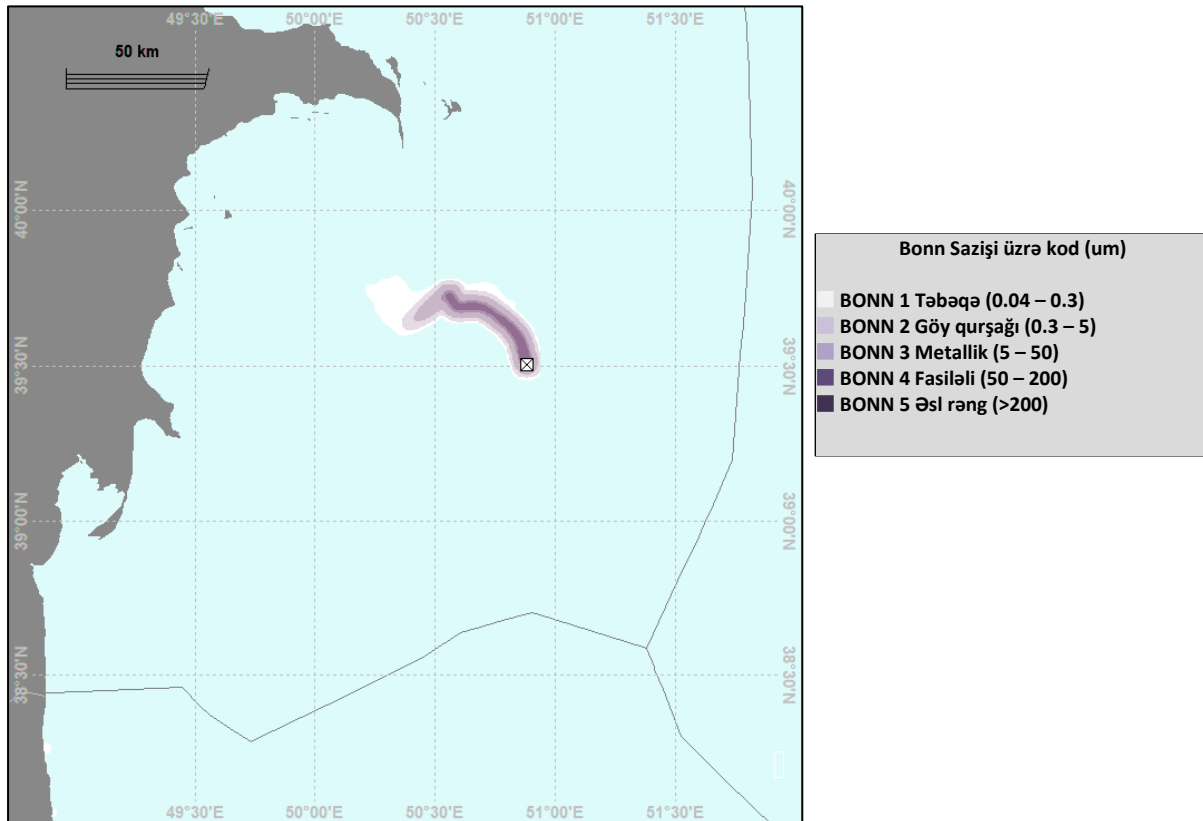 49°30'E 50°00'E 50°30'E 51°00'E 51°30'E
50 km
40°00'N 40°00'N
39°30'N 39°30'N
39°00'N 39°00'N
38°30'N 38°30'N
49°30'E 50°00'E 50°30'E 51°00'E 51°30'E
Bonn Sazişi üzrə kod (um)
BONN 1 Təbəqə (0.04 – 0.3)
BONN 2 Göy qurşağı (0.3 – 5)
BONN 3 Metallik (5 – 50)
BONN 4 Fasiləli (50 – 200)
BONN 5 Əsl rəng (>200)